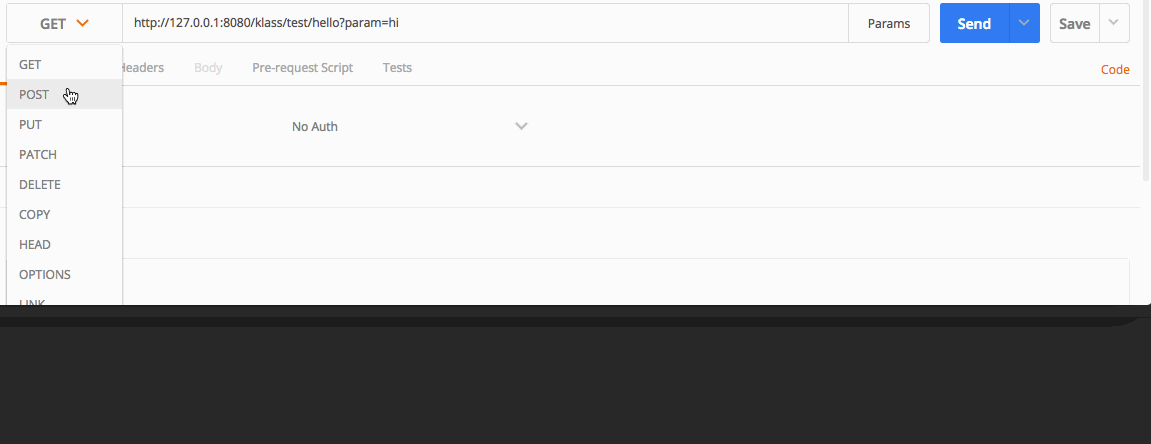 GET http://127.0.0.1:8080/klass/test/hello?param=hi Params Send Save
GET
Headers Body Pre-request Script Tests Code
POST
PUT
No Auth
PATCH
DELETE
COPY
HEAD
OPTIONS
LINK